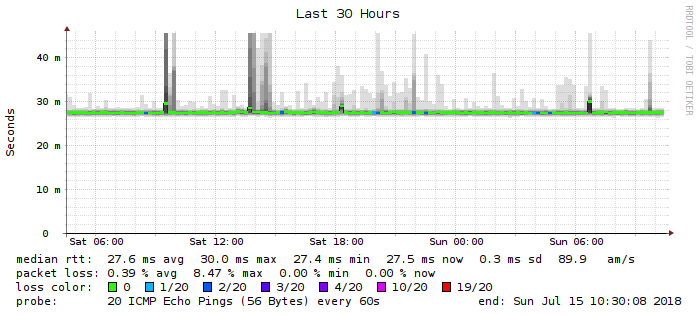 Last 30 Hours
RRDTOOL / TOBI OETIKER
Seconds
40 m
30 m
20 m
10 m
0
Sat 06:00 Sat 12:00 Sat 18:00 Sun 00:00 Sun 06:00
median rtt: 27.6 ms avg 30.0 ms max 27.4 ms min 27.5 ms now 0.3 ms sd 89.9 am/s
packet loss: 0.39 % avg 8.47 % max 0.00 % min 0.00 % now
loss color: 0 1/20 2/20 3/20 4/20 10/20 19/20
probe: 20 ICMP Echo Pings (56 Bytes) every 60s end: Sun Jul 15 10:30:08 2018